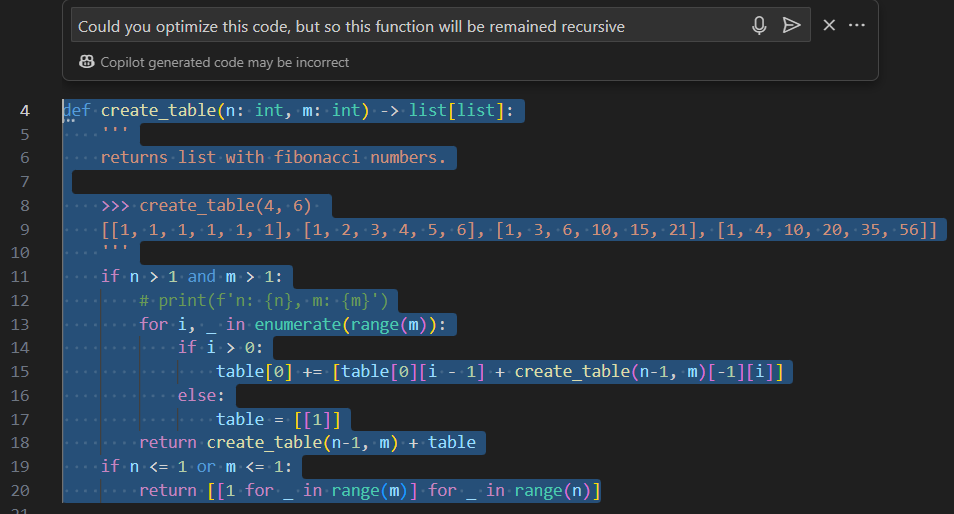 Could you optimize this code, but so this function will be remained recursive
Copilot generated code may be incorrect
4 def create_table(n: int, m: int) -> list[list]:
5     '''
6     returns list with fibonacci numbers.
7
8     >>> create_table(4, 6)
9     [[1, 1, 1, 1, 1, 1], [1, 2, 3, 4, 5, 6], [1, 3, 6, 10, 15, 21], [1, 4, 10, 20, 35, 56]]
10     '''
11     if n > 1 and m > 1:
12         # print(f'n: {n}, m: {m}')
13         for i, _ in enumerate(range(m)):
14             if i > 0:
15                 table[0] += [table[0][i - 1] + create_table(n-1, m)[-1][i]]
16             else:
17                 table = [[1]]
18         return create_table(n-1, m) + table
19     if n <= 1 or m <= 1:
20         return [[1 for _ in range(m)] for _ in range(n)]
21